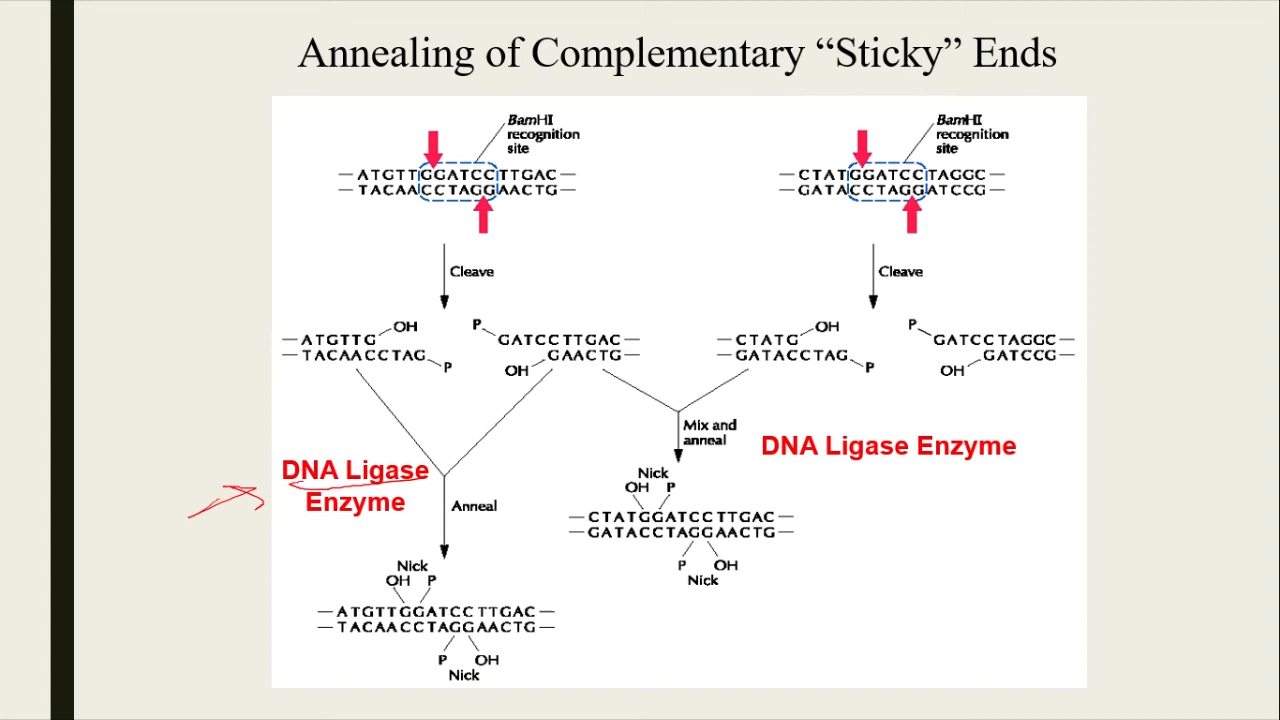 Annealing of Complementary “Sticky” Ends
BamHI
recognition
site
— ATGTTGGATCCTTGAC —
— TACAACCTAGGAACTG —
BamHI
recognition
site
— CTATGGATCCTAGGC —
— GATACCTAGGATCCG —
Cleave
Cleave
— ATGTTG OH
— TACAACCTAG P
P GATCCTTGAC —
OH GAACTG —
— CTATG OH
— GATACCTAG P
P GATCCTAGGC —
OH GATCCG —
Mix and
anneal
DNA Ligase Enzyme
DNA Ligase
Enzyme
Anneal
Nick
OH P
— CTATGGATCCTTGAC —
— GATACCTAGGAACTG —
P OH
Nick
Nick
OH P
— ATGTTGGATCCTTGAC —
— TACAACCTAGGAACTG —
P OH
Nick